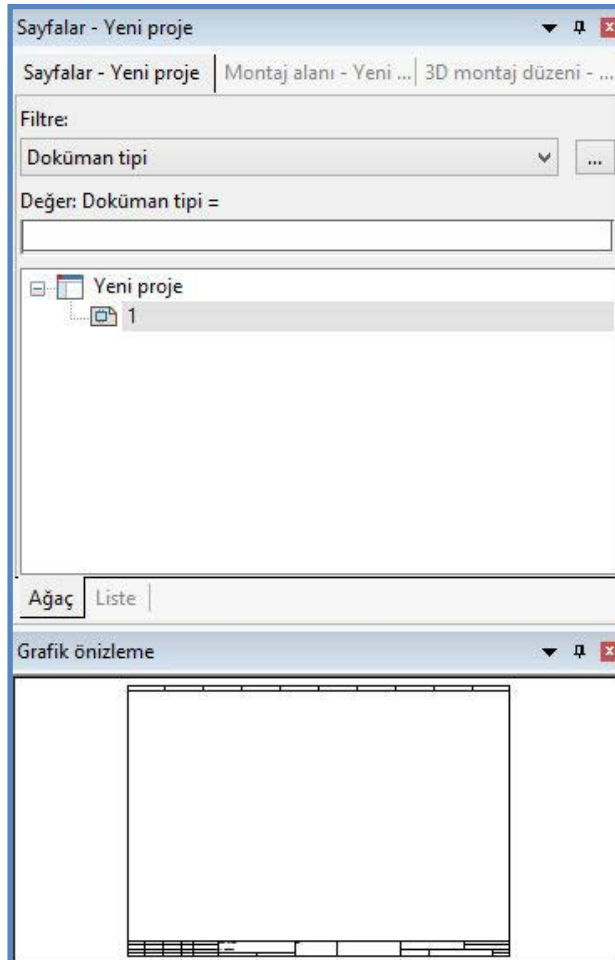 Sayfalar - Yeni proje
Sayfalar - Yeni proje Montaj alanı - Yeni ... 3D montaj düzeni - ...
Filtre:
Doküman tipi ...
Değer: Doküman tipi =
Yeni proje
1
Ağaç Liste
Grafik önizleme